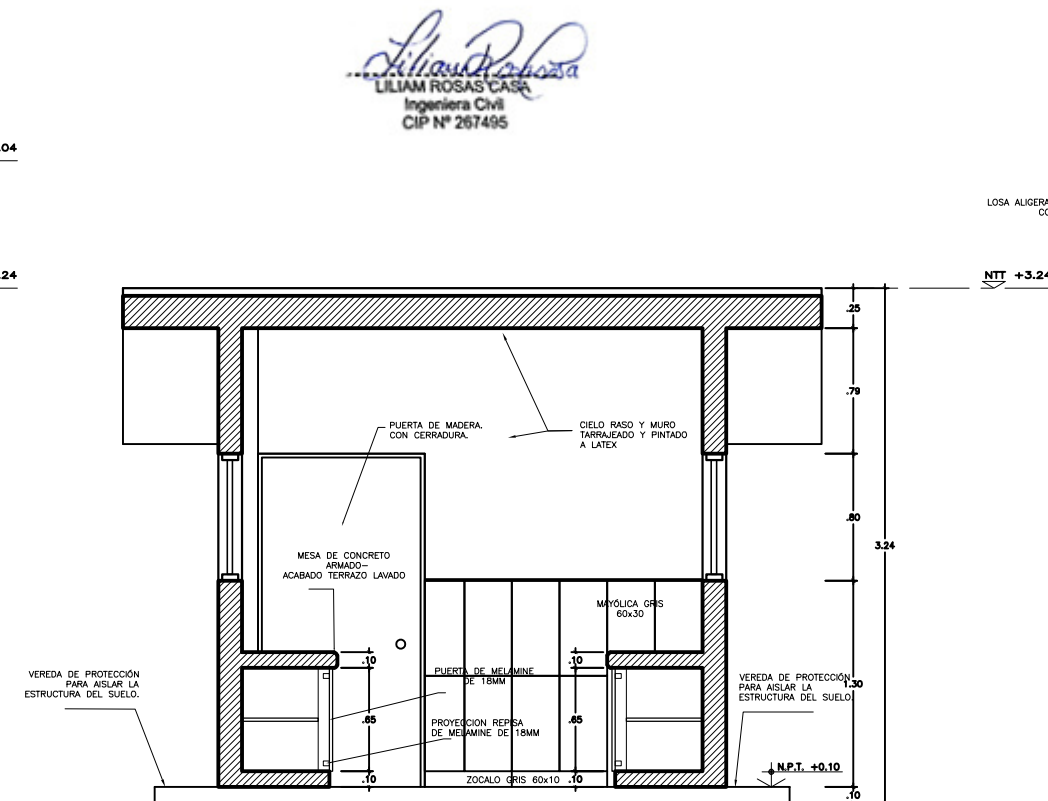 LILIAM ROSAS CASA
Ingeniera Civil
CIP Nº 267495
.04
LOSA ALIGERA
CO
.24
NTT +3.24
.25
.79
PUERTA DE MADERA.
CON CERRADURA.
CIELO RASO Y MURO
TARRAJEADO Y PINTADO
A LATEX
.80
3.24
MESA DE CONCRETO
ARMADO-
ACABADO TERRAZO LAVADO
MAYÓLICA GRIS
60x30
.10
.10
VEREDA DE PROTECCIÓN
PARA AISLAR LA
ESTRUCTURA DEL SUELO.
PUERTA DE MELAMINE
DE 18MM
VEREDA DE PROTECCIÓN
PARA AISLAR LA
ESTRUCTURA DEL SUELO.
1.30
.65
PROYECCION REPISA
DE MELAMINE DE 18MM
.65
N.P.T. +0.10
.10
ZOCALO GRIS 60x10
.10
.10